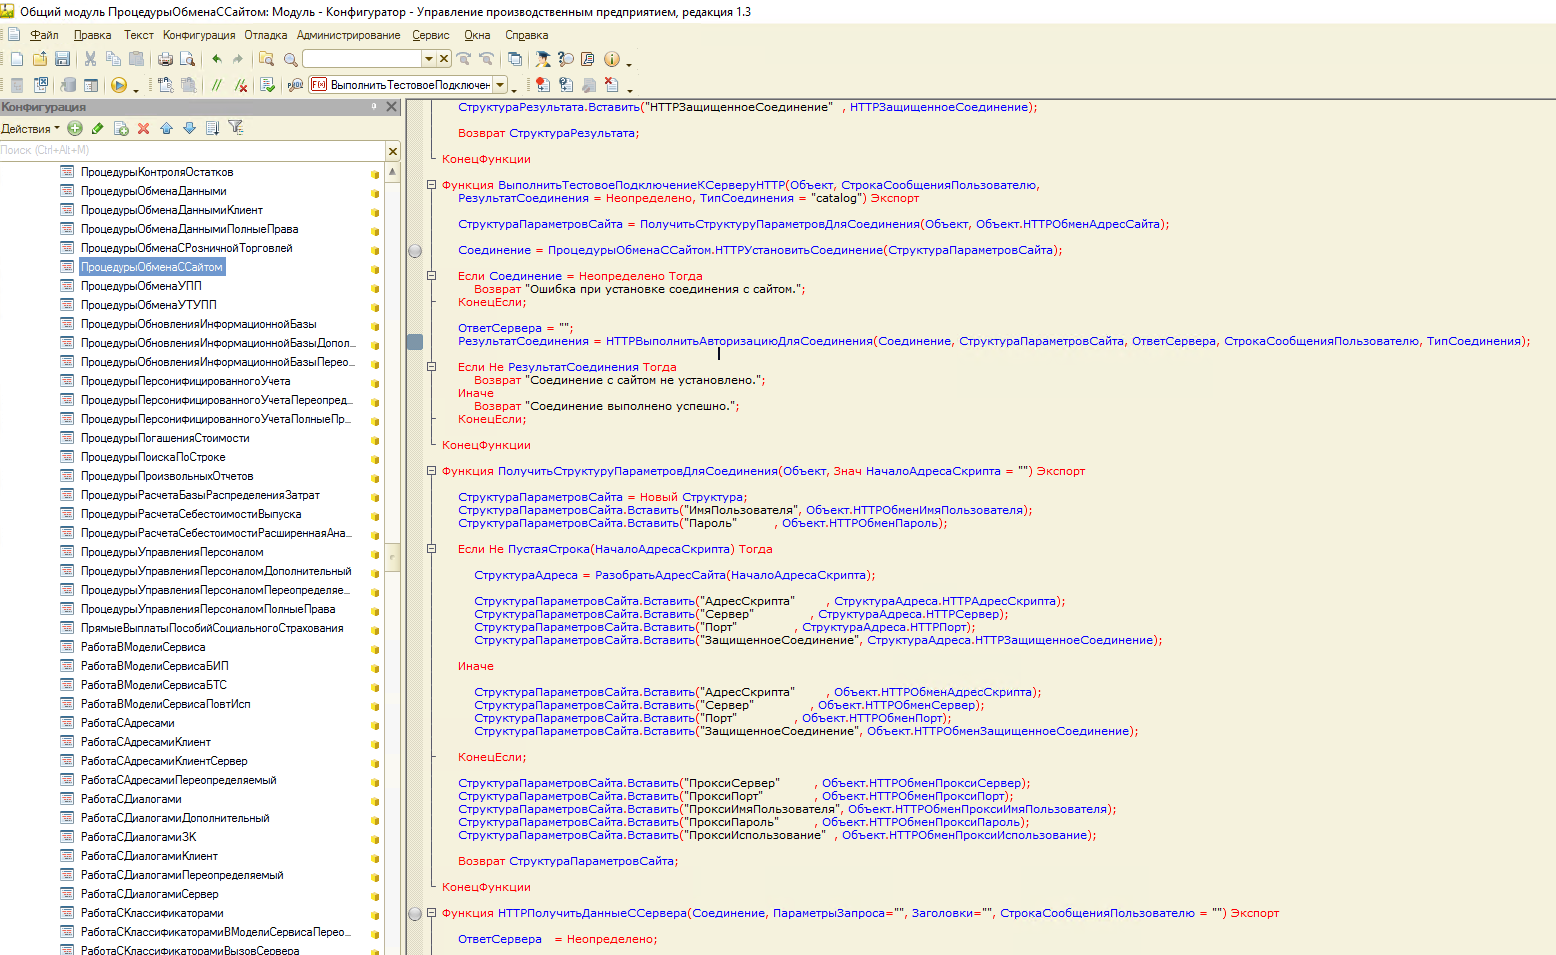 Общий модуль ПроцедурыОбменаССайтом: Модуль - Конфигуратор - Управление производственным предприятием, редакция 1.3
Файл Правка Текст Конфигурация Отладка Администрирование Сервис Окна Справка
ВыполнитьТестовоеПодключен
Конфигурация
Действия
Поиск (Ctrl+Alt+M)
ПроцедурыКонтроляОстатков
ПроцедурыОбменаДанными
ПроцедурыОбменаДаннымиКлиент
ПроцедурыОбменаДаннымиПолныеПрава
ПроцедурыОбменаСРозничнойТорговлей
ПроцедурыОбменаССайтом
ПроцедурыОбменаУПП
ПроцедурыОбменаУТУПП
ПроцедурыОбновленияИнформационнойБазы
ПроцедурыОбновленияИнформационнойБазыДопол...
ПроцедурыОбновленияИнформационнойБазыПерео...
ПроцедурыПерсонифицированногоУчета
ПроцедурыПерсонифицированногоУчетаПереопред...
ПроцедурыПерсонифицированногоУчетаПолныеПр...
ПроцедурыПогашенияСтоимости
ПроцедурыПоискаПоСтроке
ПроцедурыПроизвольныхОтчетов
ПроцедурыРасчетаБазыРаспределенияЗатрат
ПроцедурыРасчетаСебестоимостиВыпуска
ПроцедурыРасчетаСебестоимостиРасширеннаяАна...
ПроцедурыУправленияПерсоналом
ПроцедурыУправленияПерсоналомДополнительный
ПроцедурыУправленияПерсоналомПереопределяе...
ПроцедурыУправленияПерсоналомПолныеПрава
ПрямыеВыплатыПособийСоциальногоСтрахования
РаботаВМоделиСервиса
РаботаВМоделиСервисаБИП
РаботаВМоделиСервисаБТС
РаботаВМоделиСервисаПовтИсп
РаботаСАдресами
РаботаСАдресамиКлиент
РаботаСАдресамиКлиентСервер
РаботаСАдресамиПереопределяемый
РаботаСДиалогами
РаботаСДиалогамиДополнительный
РаботаСДиалогамиЗК
РаботаСДиалогамиКлиент
РаботаСДиалогамиПереопределяемый
РаботаСДиалогамиСервер
РаботаСКлассификаторами
РаботаСКлассификаторамиВМоделиСервисаПерео...
РаботаСКлассификаторамиВызовСервера
СтруктураРезультата.Вставить("HTTPЗащищенноеСоединение" , HTTPЗащищенноеСоединение);
Возврат СтруктураРезультата;
КонецФункции
Функция ВыполнитьТестовоеПодключениеКСерверуHTTP(Объект, СтрокаСообщенияПользователю,
РезультатСоединения = Неопределено, ТипСоединения = "catalog") Экспорт
СтруктураПараметровСайта = ПолучитьСтруктуруПараметровДляСоединения(Объект, Объект.HTTPОбменАдресСайта);
Соединение = ПроцедурыОбменаССайтом.HTTPУстановитьСоединение(СтруктураПараметровСайта);
Если Соединение = Неопределено Тогда
Возврат "Ошибка при установке соединения с сайтом.";
КонецЕсли;
ОтветСервера = "";
РезультатСоединения = HTTPВыполнитьАвторизациюДляСоединения(Соединение, СтруктураПараметровСайта, ОтветСервера, СтрокаСообщенияПользователю, ТипСоединения);
Если Не РезультатСоединения Тогда
Возврат "Соединение с сайтом не установлено.";
Иначе
Возврат "Соединение выполнено успешно.";
КонецЕсли;
КонецФункции
Функция ПолучитьСтруктуруПараметровДляСоединения(Объект, Знач НачалоАдресаСкрипта = "") Экспорт
СтруктураПараметровСайта = Новый Структура;
СтруктураПараметровСайта.Вставить("ИмяПользователя", Объект.HTTPОбменИмяПользователя);
СтруктураПараметровСайта.Вставить("Пароль" , Объект.HTTPОбменПароль);
Если Не ПустаяСтрока(НачалоАдресаСкрипта) Тогда
СтруктураАдреса = РазобратьАдресСайта(НачалоАдресаСкрипта);
СтруктураПараметровСайта.Вставить("АдресСкрипта" , СтруктураАдреса.HTTPАдресСкрипта);
СтруктураПараметровСайта.Вставить("Сервер" , СтруктураАдреса.HTTPСервер);
СтруктураПараметровСайта.Вставить("Порт" , СтруктураАдреса.HTTPПорт);
СтруктураПараметровСайта.Вставить("ЗащищенноеСоединение", СтруктураАдреса.HTTPЗащищенноеСоединение);
Иначе
СтруктураПараметровСайта.Вставить("АдресСкрипта" , Объект.HTTPОбменАдресСкрипта);
СтруктураПараметровСайта.Вставить("Сервер" , Объект.HTTPОбменСервер);
СтруктураПараметровСайта.Вставить("Порт" , Объект.HTTPОбменПорт);
СтруктураПараметровСайта.Вставить("ЗащищенноеСоединение", Объект.HTTPОбменЗащищенноеСоединение);
КонецЕсли;
СтруктураПараметровСайта.Вставить("ПроксиСервер" , Объект.HTTPОбменПроксиСервер);
СтруктураПараметровСайта.Вставить("ПроксиПорт" , Объект.HTTPОбменПроксиПорт);
СтруктураПараметровСайта.Вставить("ПроксиИмяПользователя", Объект.HTTPОбменПроксиИмяПользователя);
СтруктураПараметровСайта.Вставить("ПроксиПароль" , Объект.HTTPОбменПроксиПароль);
СтруктураПараметровСайта.Вставить("ПроксиИспользование" , Объект.HTTPОбменПроксиИспользование);
Возврат СтруктураПараметровСайта;
КонецФункции
Функция HTTPПолучитьДанныеССервера(Соединение, ПараметрыЗапроса="", Заголовки="", СтрокаСообщенияПользователю = "") Экспорт
ОтветСервера = Неопределено;